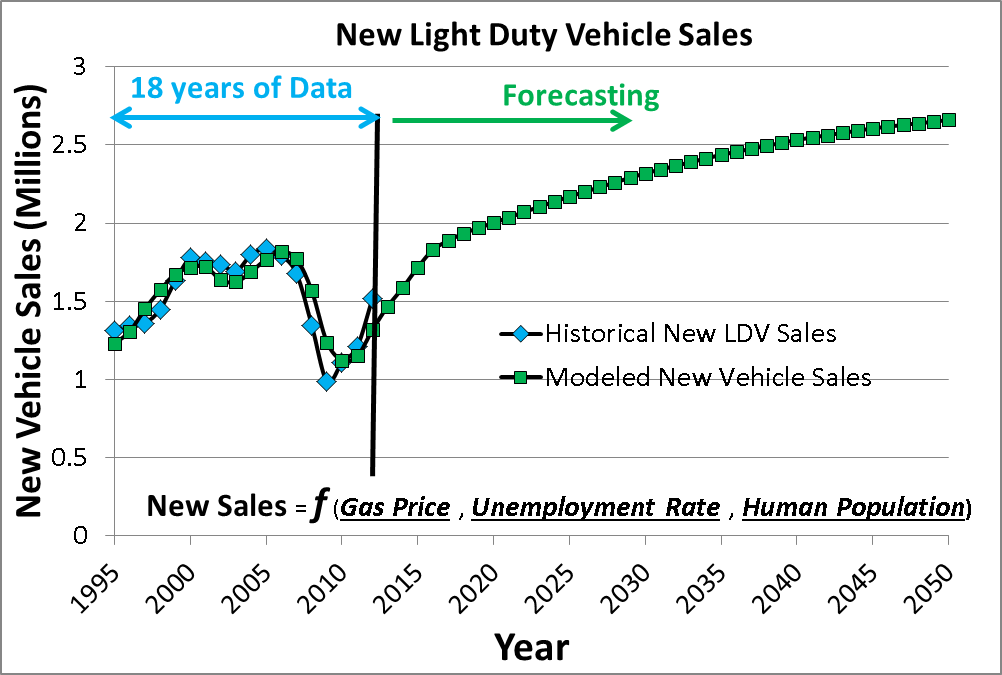 New Light Duty Vehicle Sales
New Vehicle Sales (Millions)
3
2.5
2
1.5
1
0.5
0
18 years of Data
Forecasting
Historical New LDV Sales
Modeled New Vehicle Sales
New Sales = f (Gas Price , Unemployment Rate , Human Population)
1995
2000
2005
2010
2015
2020
2025
2030
2035
2040
2045
2050
Year